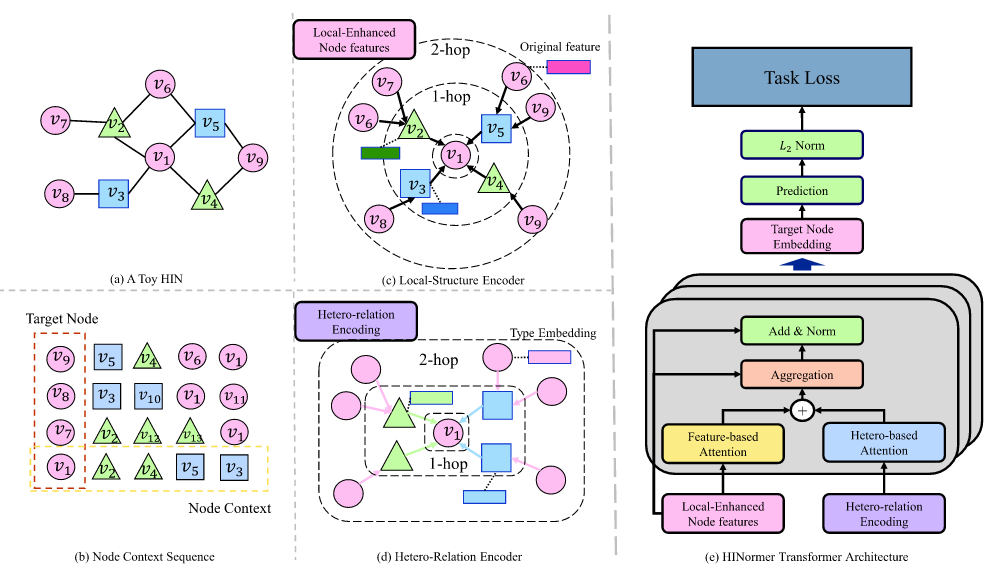 v6
v7
v2
v5
v1
v9
v8
v3
v4
(a) A Toy HIN
Local-Enhanced
Node features
2-hop
Original feature
v7
v6
1-hop
v9
v6
v2
v5
v1
v3
v4
v8
v9
(c) Local-Structure Encoder
Target Node
v9 v5 v4 v6 v1
v8 v3 v10 v1 v11
v7 v2 v12 v13 v1
v1 v2 v4 v5 v3
Node Context
(b) Node Context Sequence
Hetero-relation
Encoding
Type Embedding
2-hop
v1
1-hop
(d) Hetero-Relation Encoder
Task Loss
L2 Norm
Prediction
Target Node
Embedding
Add & Norm
Aggregation
+
Feature-based
Attention
Hetero-based
Attention
Local-Enhanced
Node features
Hetero-relation
Encoding
(e) HINormer Transformer Architecture